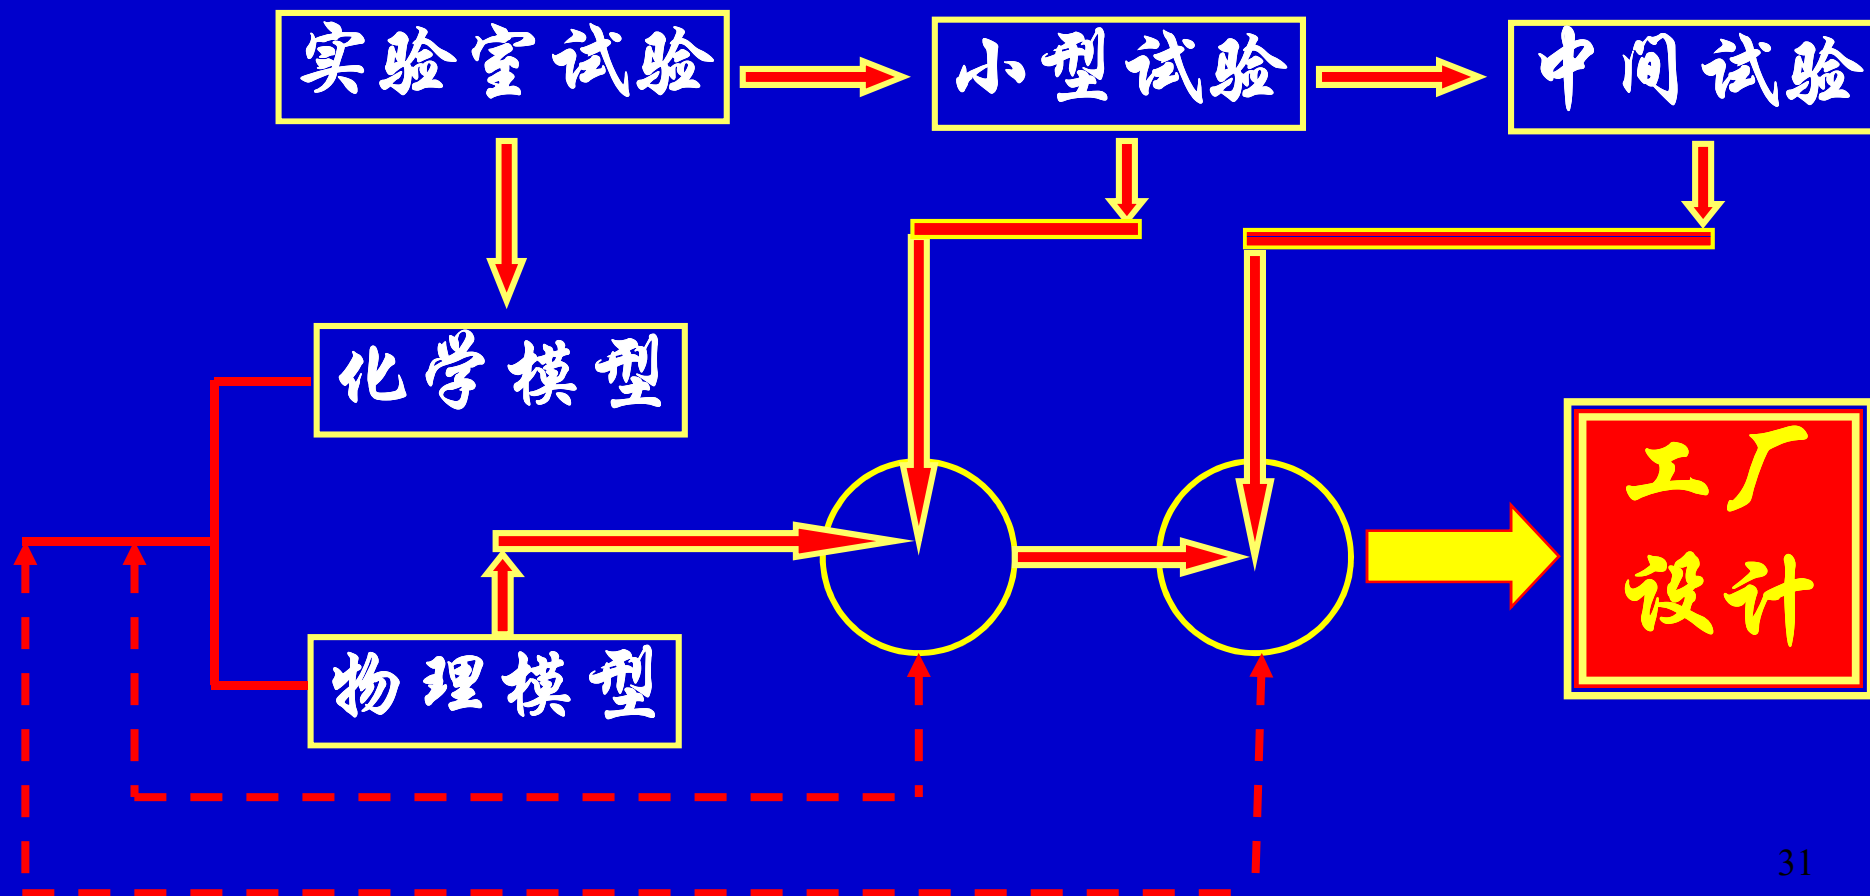 实验室试验
小型试验
中间试验
化学模型
工厂
设计
物理模型
31